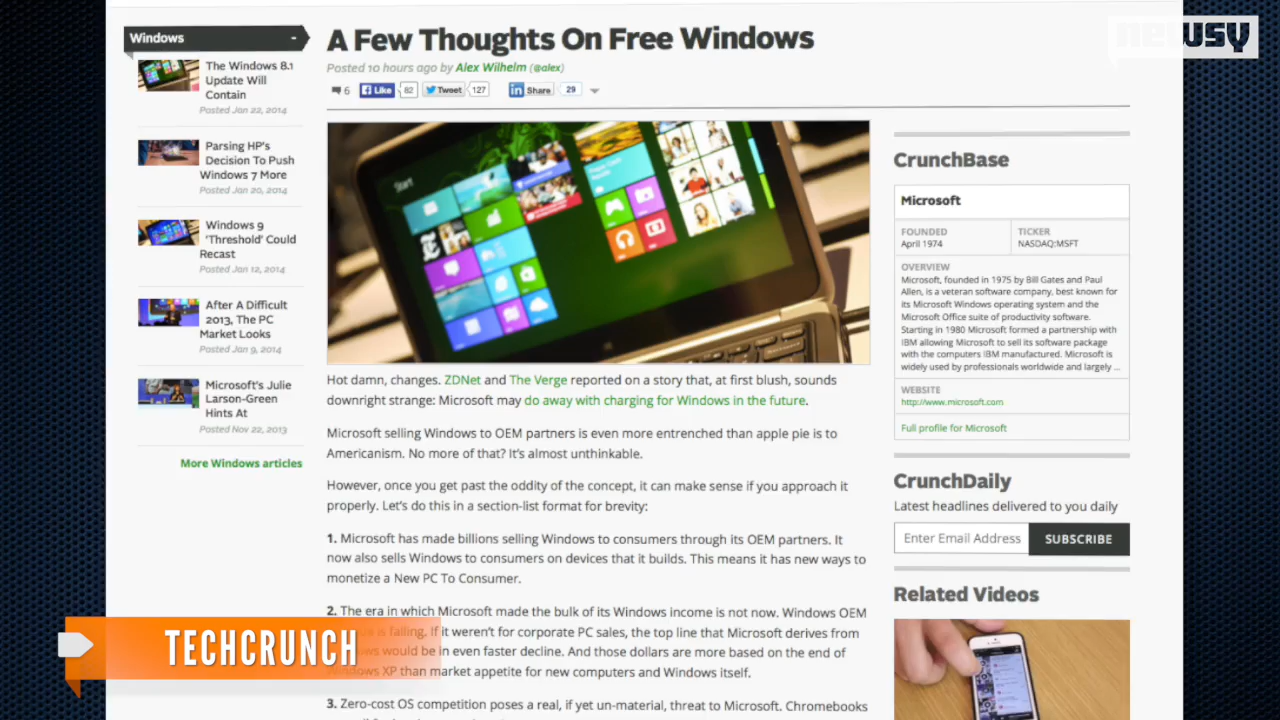 newsy
Windows
-
The Windows 8.1
Update Will
Contain
Posted Jan 22, 2014
Parsing HP's
Decision To Push
Windows 7 More
Posted Jan 20, 2014
Windows 9
'Threshold' Could
Recast
Posted Jan 12, 2014
After A Difficult
2013, The PC
Market Looks
Posted Jan 9, 2014
Microsoft's Julie
Larson-Green
Hints At
Posted Nov 22, 2013
More Windows articles
A Few Thoughts On Free Windows
Posted 10 hours ago by Alex Wilhelm (@alex)
6 Like 82 Tweet 127 in Share 29
Start
Hot damn, changes. ZDNet and The Verge reported on a story that, at first blush, sounds
downright strange: Microsoft may do away with charging for Windows in the future.
Microsoft selling Windows to OEM partners is even more entrenched than apple pie is to
Americanism. No more of that? It's almost unthinkable.
However, once you get past the oddity of the concept, it can make sense if you approach it
properly. Let's do this in a section-list format for brevity:
1. Microsoft has made billions selling Windows to consumers through its OEM partners. It
now also sells Windows to consumers on devices that it builds. This means it has new ways to
monetize a New PC To Consumer.
2. The era in which Microsoft made the bulk of its Windows income is not now. Windows OEM
is falling. If it weren't for corporate PC sales, the top line that Microsoft derives from
would be in even faster decline. And those dollars are more based on the end of
XP than market appetite for new computers and Windows itself.
3. Zero-cost OS competition poses a real, if yet un-material, threat to Microsoft. Chromebooks
CrunchBase
Microsoft
FOUNDED
April 1974
TICKER
NASDAQ:MSFT
OVERVIEW
Microsoft, founded in 1975 by Bill Gates and Paul
Allen, is a veteran software company, best known for
its Microsoft Windows operating system and the
Microsoft Office suite of productivity software.
Starting in 1980 Microsoft formed a partnership with
IBM allowing Microsoft to sell its software package
with the computers IBM manufactured. Microsoft is
widely used by professionals worldwide and largely ...
WEBSITE
http://www.microsoft.com
Full profile for Microsoft
CrunchDaily
Latest headlines delivered to you daily
Enter Email Address
SUBSCRIBE
Related Videos
TECHCRUNCH